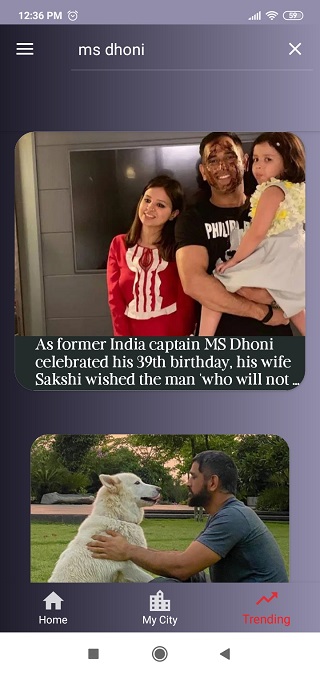 12:36 PM
59
ms dhoni
PHILIPP
As former India captain MS Dhoni
celebrated his 39th birthday, his wife
Sakshi wished the man 'who will not ...
Home
My City
Trending